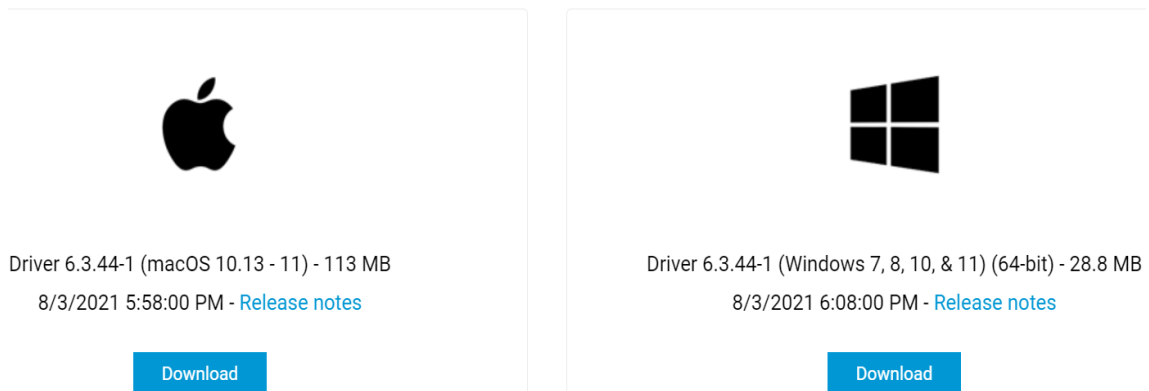 Driver 6.3.44-1 (macOS 10.13 - 11) - 113 MB
8/3/2021 5:58:00 PM - Release notes
Download
Driver 6.3.44-1 (Windows 7, 8, 10, & 11) (64-bit) - 28.8 MB
8/3/2021 6:08:00 PM - Release notes
Download